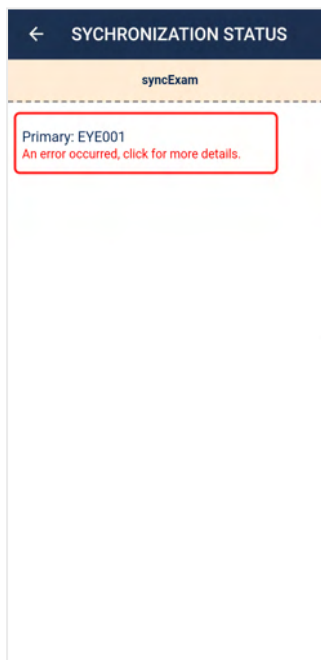 SYCHRONIZATION STATUS
syncExam
Primary: EYE001
An error occurred, click for more details.